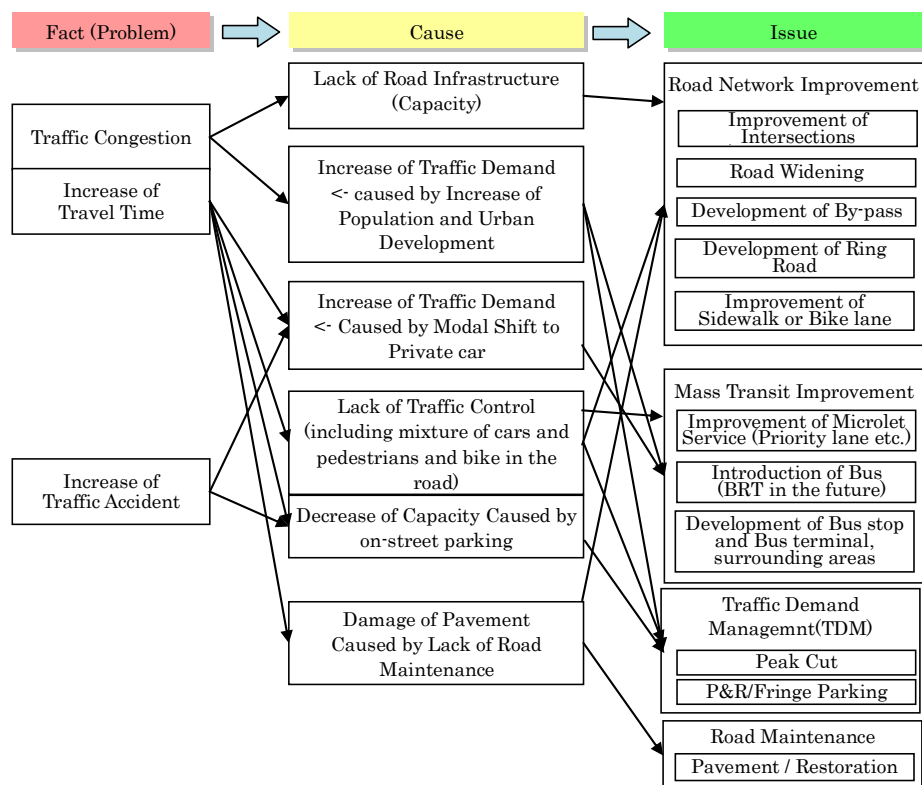 Fact (Problem)
Cause
Issue
Traffic Congestion
Increase of
Travel Time
Increase of
Traffic Accident
Lack of Road Infrastructure
(Capacity)
Increase of Traffic Demand
<- caused by Increase of
Population and Urban
Development
Increase of Traffic Demand
<- Caused by Modal Shift to
Private car
Lack of Traffic Control
(including mixture of cars and
pedestrians and bike in the
road)
Decrease of Capacity Caused by
on-street parking
Damage of Pavement
Caused by Lack of Road
Maintenance
Road Network Improvement
Improvement of
Intersections
Road Widening
Development of By-pass
Development of Ring
Road
Improvement of
Sidewalk or Bike lane
Mass Transit Improvement
Improvement of Microlet
Service (Priority lane etc.)
Introduction of Bus
(BRT in the future)
Development of Bus stop
and Bus terminal,
surrounding areas
Traffic Demand
Managemnt(TDM)
Peak Cut
P&R/Fringe Parking
Road Maintenance
Pavement / Restoration